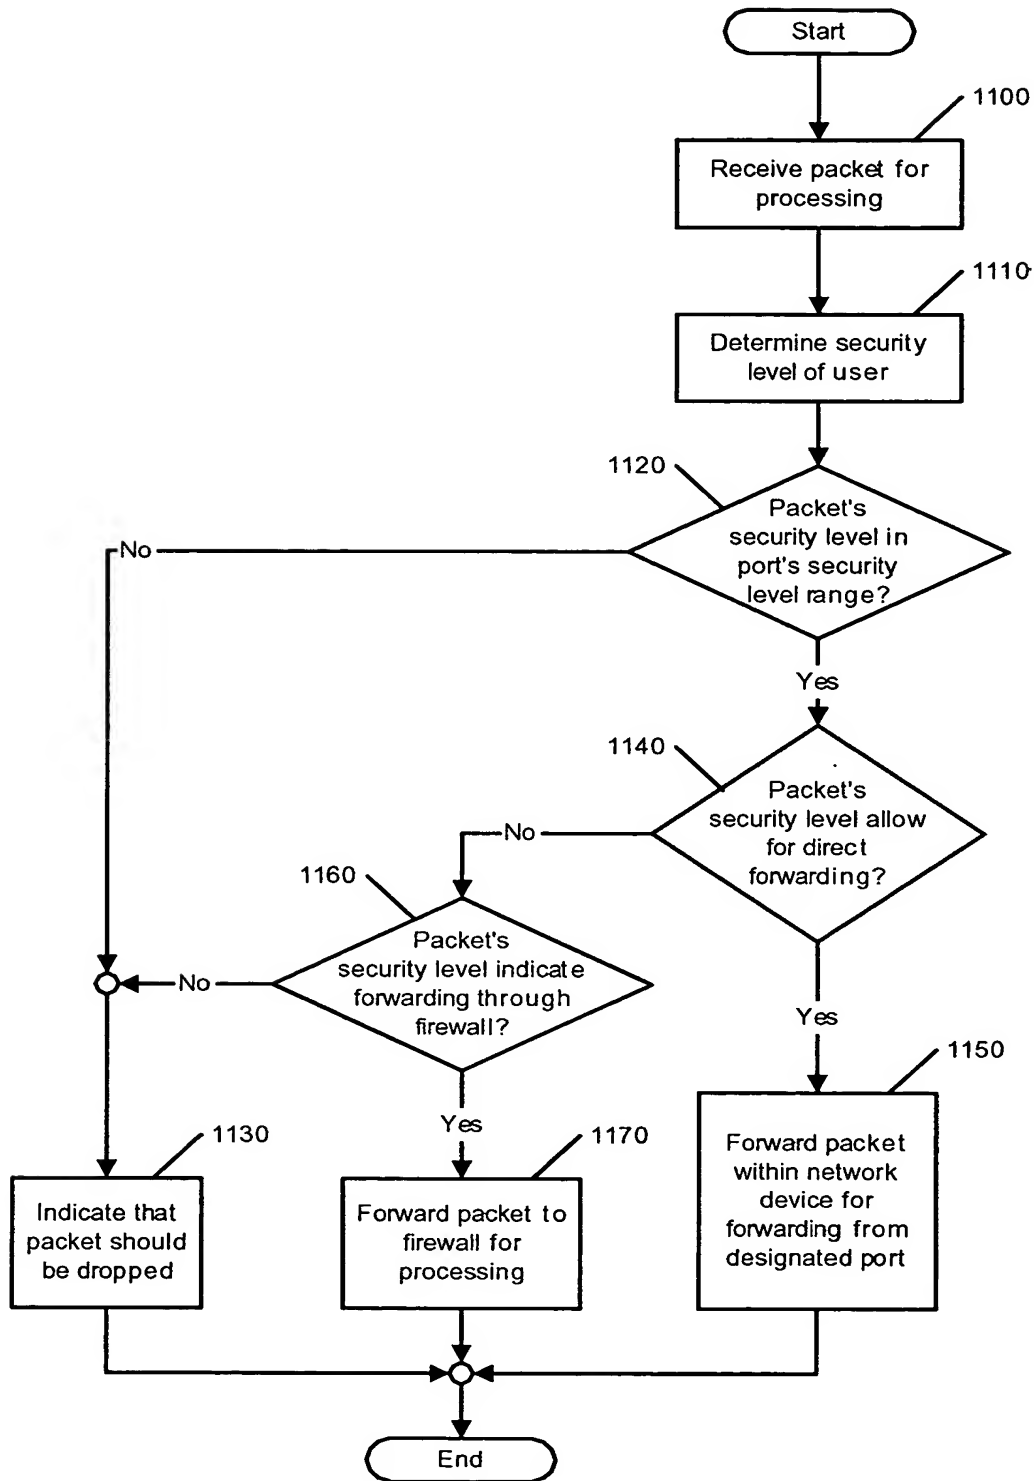 Start
1100
Receive packet for
processing
1110
Determine security
level of user
1120
Packet's
security level in
port's security
level range?
No
Yes
1140
Packet's
security level allow
for direct
forwarding?
No
1160
Packet's
security level indicate
forwarding through
firewall?
No
Yes
Yes
1150
Forward packet
within network
device for
forwarding from
designated port
1130
Indicate that
packet should
be dropped
1170
Forward packet to
firewall for
processing
End